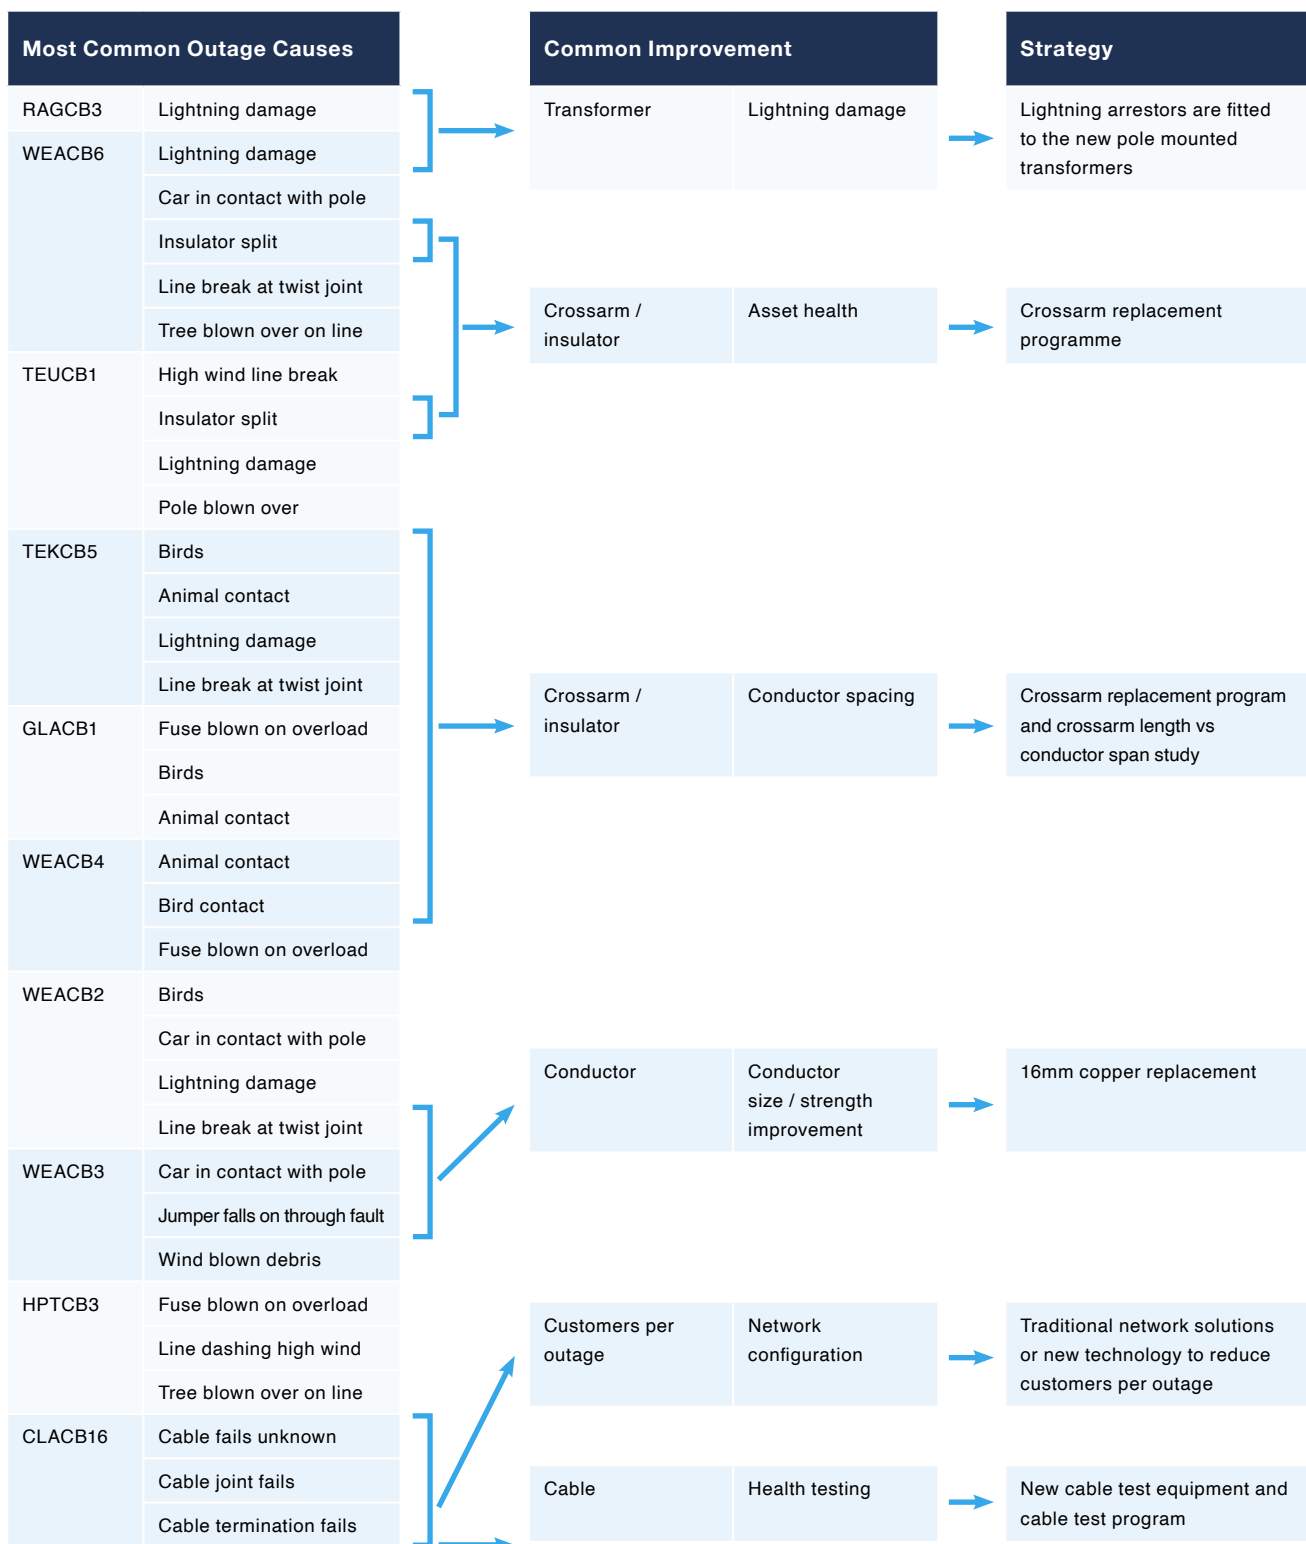 Most Common Outage Causes
Common Improvement
Strategy
RAGCB3
Lightning damage
WEACB6
Lightning damage
Car in contact with pole
Insulator split
Line break at twist joint
Tree blown over on line
TEUCB1
High wind line break
Insulator split
Lightning damage
Pole blown over
TEKCB5
Birds
Animal contact
Lightning damage
Line break at twist joint
GLACB1
Fuse blown on overload
Birds
Animal contact
WEACB4
Animal contact
Bird contact
Fuse blown on overload
WEACB2
Birds
Car in contact with pole
Lightning damage
Line break at twist joint
WEACB3
Car in contact with pole
Jumper falls on through fault
Wind blown debris
HPTCB3
Fuse blown on overload
Line dashing high wind
Tree blown over on line
CLACB16
Cable fails unknown
Cable joint fails
Cable termination fails
Transformer
Lightning damage
Lightning arrestors are fitted
to the new pole mounted
transformers
Crossarm /
insulator
Asset health
Crossarm replacement
programme
Crossarm /
insulator
Conductor spacing
Crossarm replacement program
and crossarm length vs
conductor span study
Conductor
Conductor
size / strength
improvement
16mm copper replacement
Customers per
outage
Network
configuration
Traditional network solutions
or new technology to reduce
customers per outage
Cable
Health testing
New cable test equipment and
cable test program